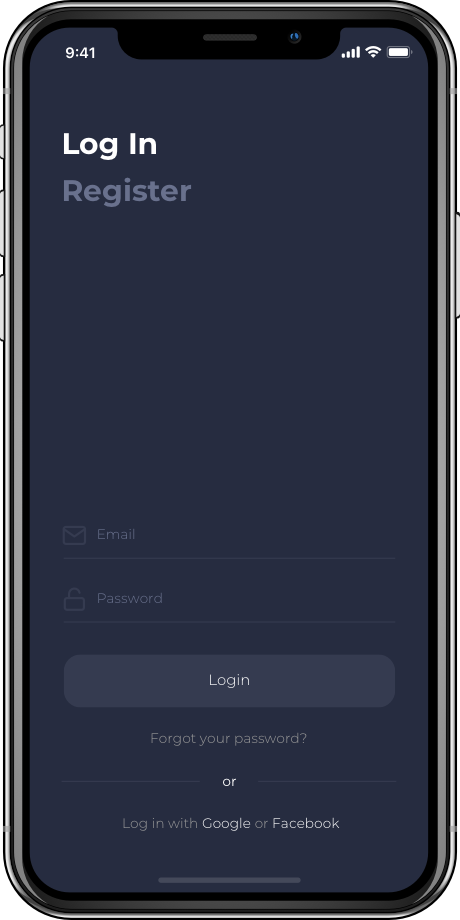 9:41
Log In
Register
Email
Password
Login
Forgot your password?
or
Log in with Google or Facebook